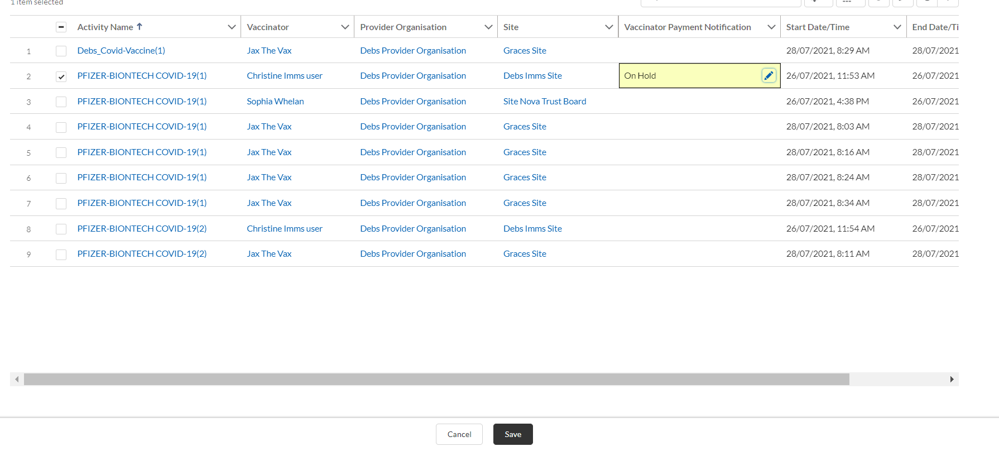 1 item selected
Activity Name Vaccinator Provider Organisation Site Vaccinator Payment Notification Start Date/Time End Date/Ti
1 Debs_Covid-Vaccine(1) Jax The Vax Debs Provider Organisation Graces Site 28/07/2021, 8:29 AM 28/07/2021
2 PFIZER-BIONTECH COVID-19(1) Christine Imms user Debs Provider Organisation Debs Imms Site On Hold 26/07/2021, 11:53 AM 26/07/2021
3 PFIZER-BIONTECH COVID-19(1) Sophia Whelan Debs Provider Organisation Site Nova Trust Board 26/07/2021, 4:38 PM 26/07/2021
4 PFIZER-BIONTECH COVID-19(1) Jax The Vax Debs Provider Organisation Graces Site 28/07/2021, 8:03 AM 28/07/2021
5 PFIZER-BIONTECH COVID-19(1) Jax The Vax Debs Provider Organisation Graces Site 28/07/2021, 8:16 AM 28/07/2021
6 PFIZER-BIONTECH COVID-19(1) Jax The Vax Debs Provider Organisation Graces Site 28/07/2021, 8:24 AM 28/07/2021
7 PFIZER-BIONTECH COVID-19(1) Jax The Vax Debs Provider Organisation Graces Site 28/07/2021, 8:34 AM 28/07/2021
8 PFIZER-BIONTECH COVID-19(2) Christine Imms user Debs Provider Organisation Debs Imms Site 26/07/2021, 11:54 AM 26/07/2021
9 PFIZER-BIONTECH COVID-19(2) Jax The Vax Debs Provider Organisation Graces Site 28/07/2021, 8:11 AM 28/07/2021
Cancel Save